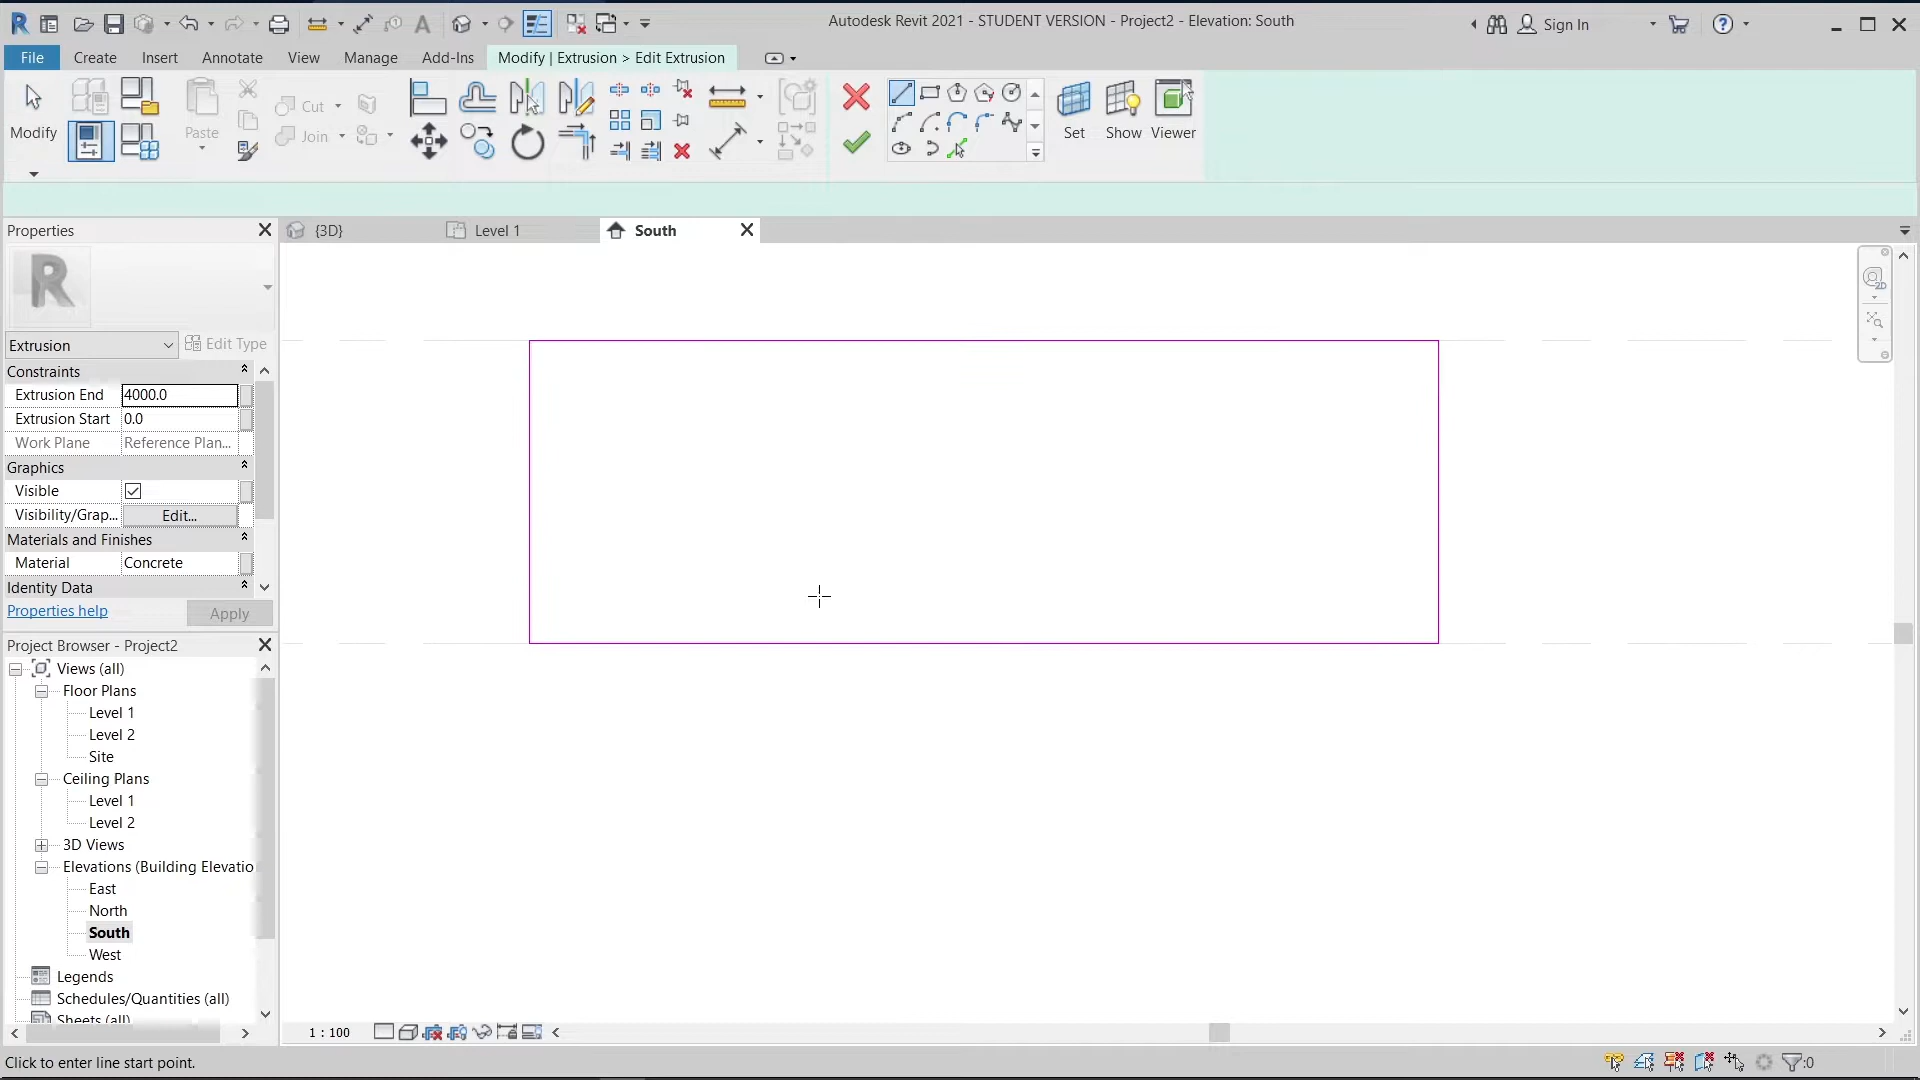 Autodesk Revit 2021 - STUDENT VERSION - Project2 - Elevation: South
Sign In
File Create Insert Annotate View Manage Add-Ins Modify | Extrusion > Edit Extrusion
Modify
Paste
Cut
Join
Set Show Viewer
Properties
{3D} Level 1 South
R
Extrusion
Edit Type
Constraints
Extrusion End 4000.0
Extrusion Start 0.0
Work Plane Reference Plan...
Graphics
Visible
Visibility/Grap... Edit...
Materials and Finishes
Material Concrete
Identity Data
Properties help Apply
Project Browser - Project2
Views (all)
Floor Plans
Level 1
Level 2
Site
Ceiling Plans
Level 1
Level 2
3D Views
Elevations (Building Elevatio
East
North
South
West
Legends
Schedules/Quantities (all)
Sheets (all)
1 : 100
Click to enter line start point.
:0